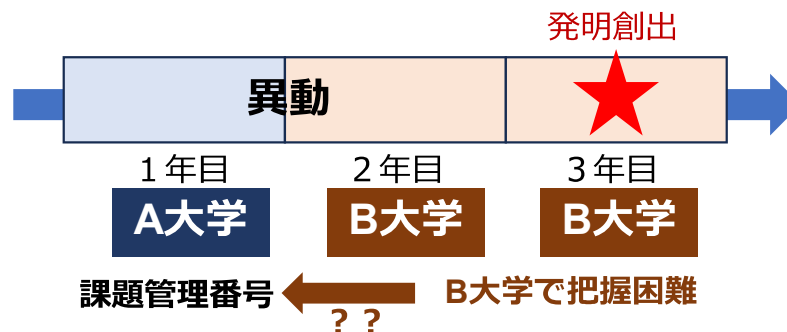 発明創出
異動
1年目
2年目
3年目
A大学
B大学
B大学
課題管理番号
B大学で把握困難
？？